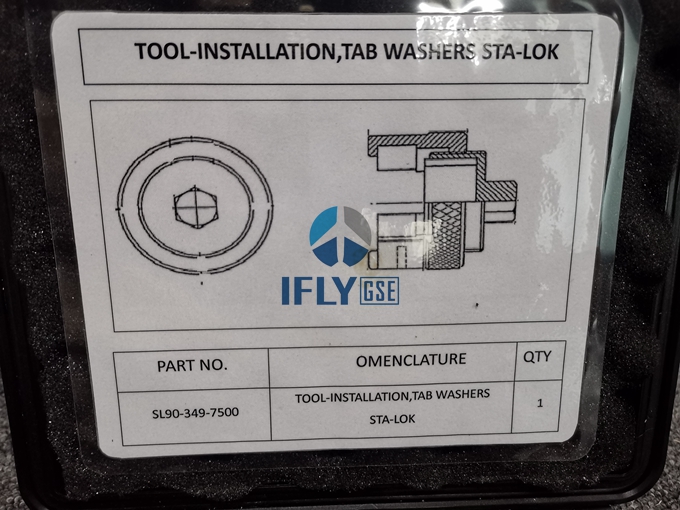 TOOL-INSTALLATION,TAB WASHERS STA-LOK
IFLY GSE
PART NO. OMENCLATURE QTY
SL90-349-7500 TOOL-INSTALLATION,TAB WASHERS STA-LOK 1